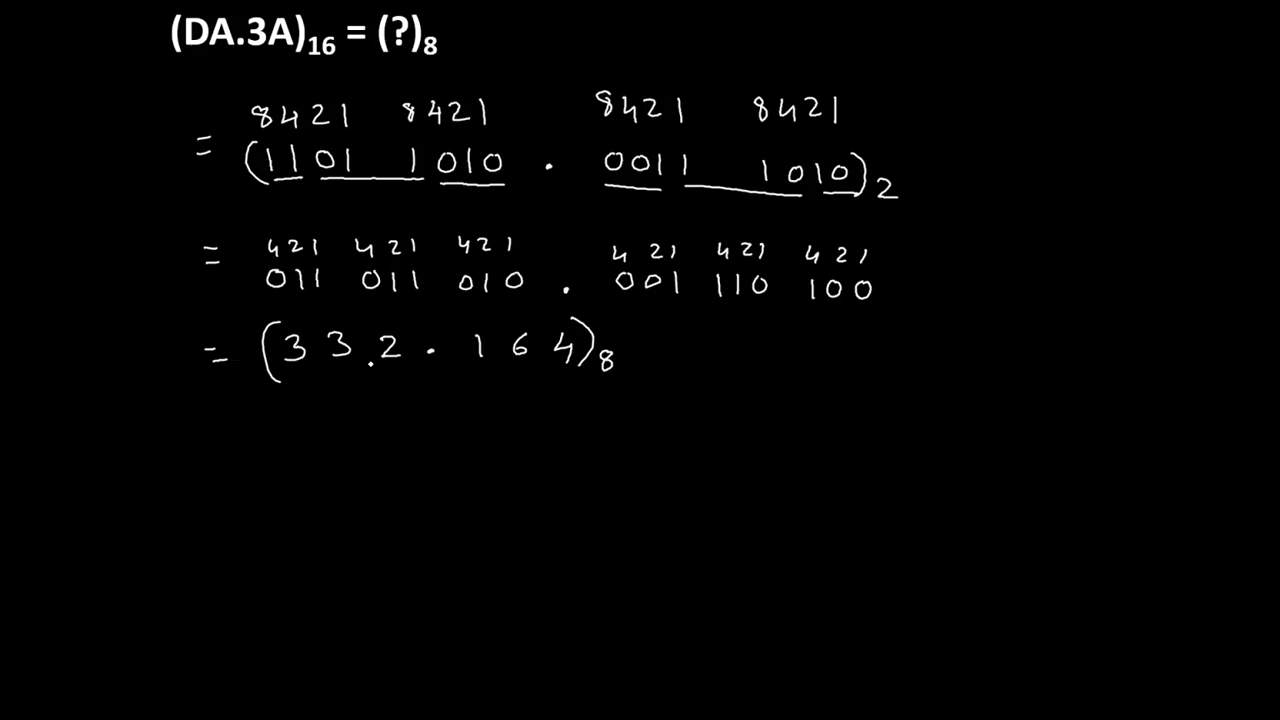 (DA.3A)₁₆ = (?)₈
8421 8421 8421 8421
= (1101 1010 . 0011 1010)₂
421 421 421 421 421 421
= 011 011 010 . 001 110 100
= (3 3 2 . 1 6 4)₈